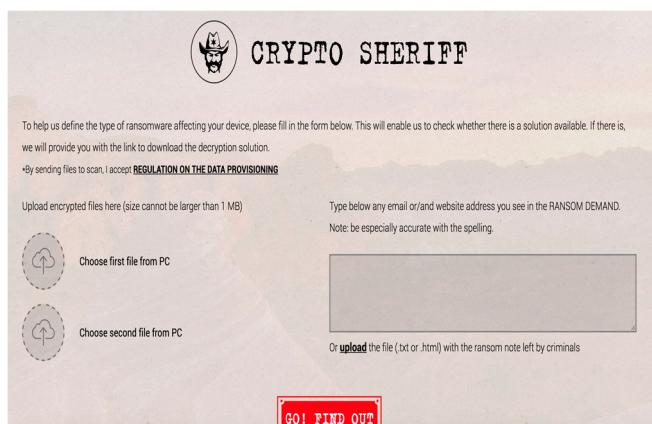 CRYPTO SHERIFF
To help us define the type of ransomware affecting your device, please fill in the form below. This will enable us to check whether there is a solution available. If there is,
we will provide you with the link to download the decryption solution.
*By sending files to scan, I accept REGULATION ON THE DATA PROVISIONING
Upload encrypted files here (size cannot be larger than 1 MB)
Choose first file from PC
Choose second file from PC
Type below any email or/and website address you see in the RANSOM DEMAND.
Note: be especially accurate with the spelling.
Or upload the file (.txt or .html) with the ransom note left by criminals
GO! FIND OUT